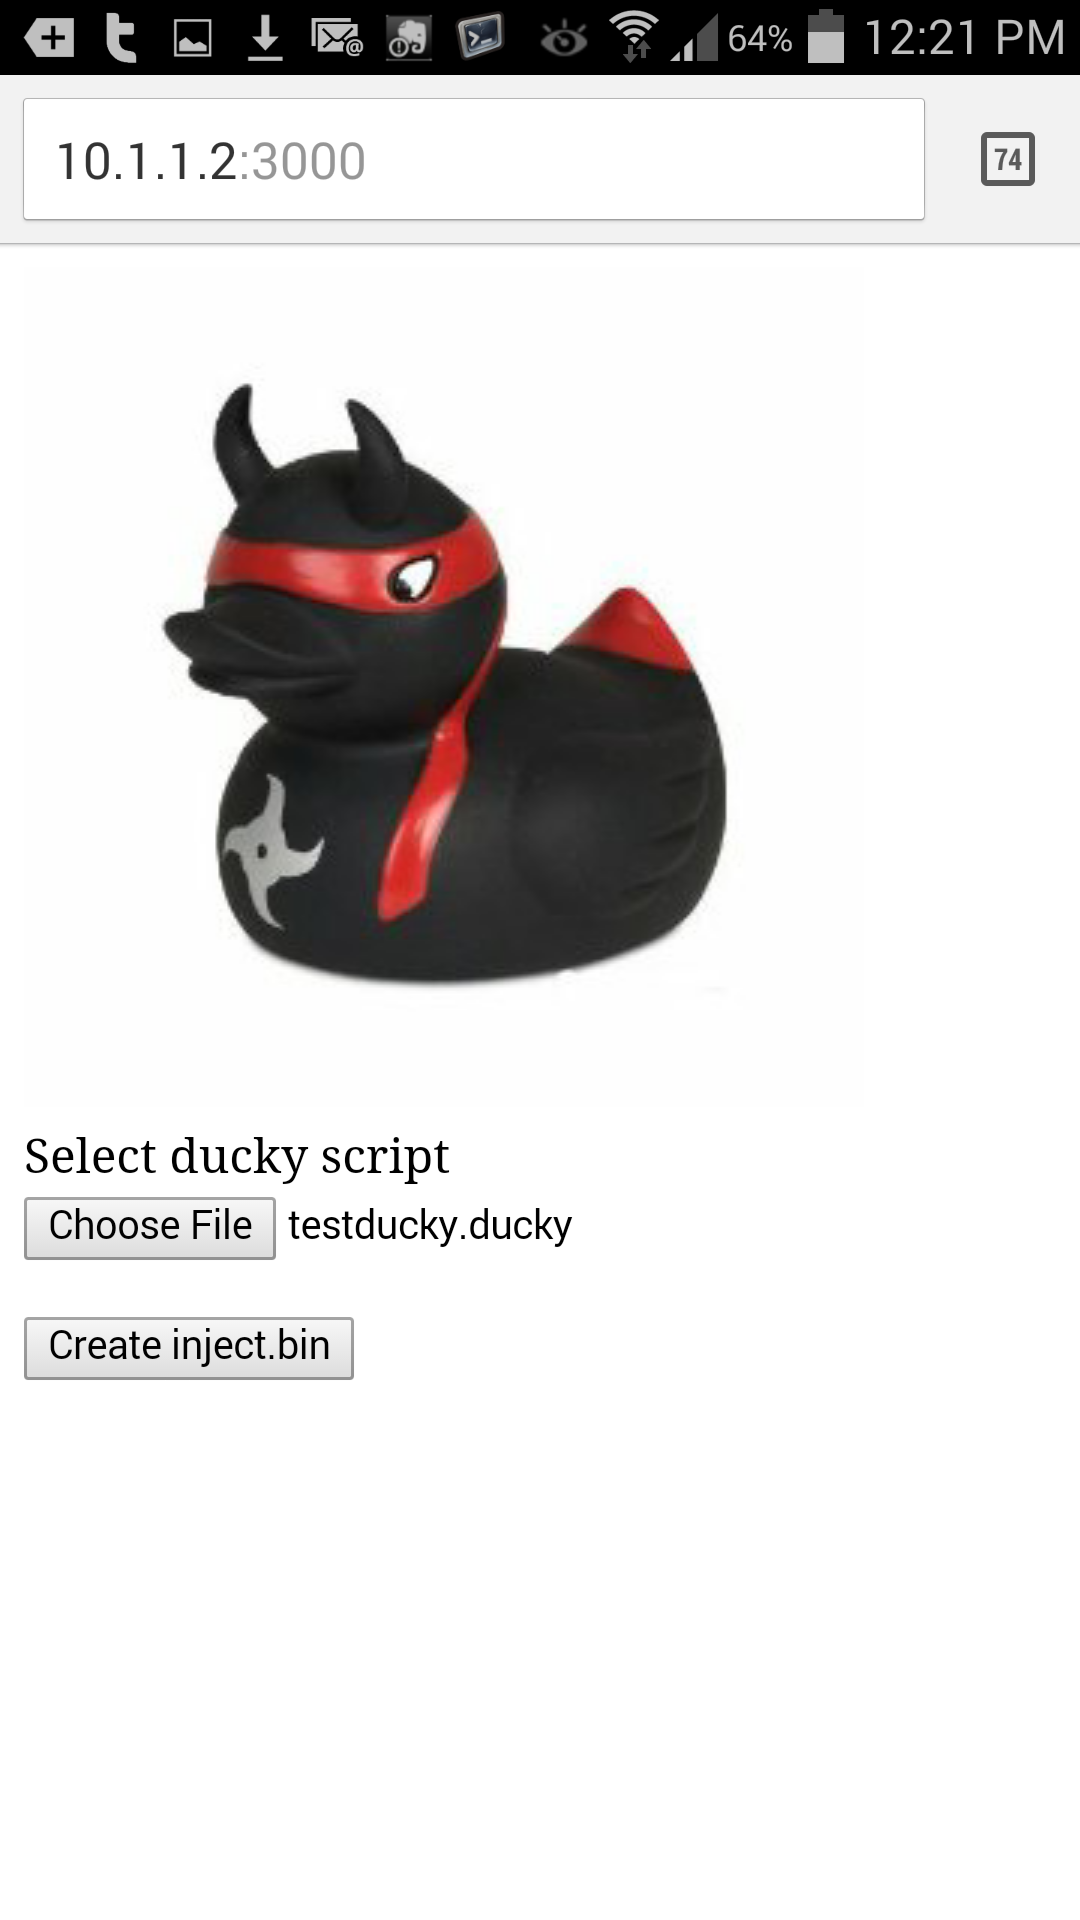 64% 12:21 PM
10.1.1.2:3000
74
Select ducky script
Choose File testducky.ducky
Create inject.bin